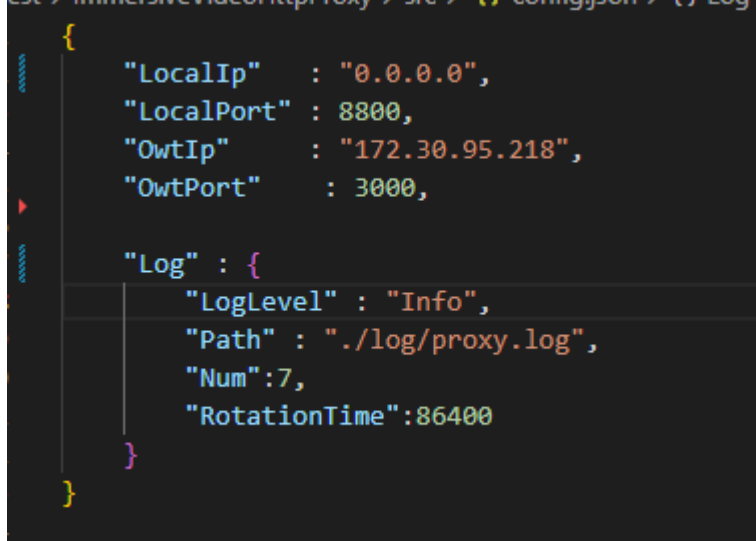 {
"LocalIp" : "0.0.0.0",
"LocalPort" : 8800,
"OwtIp" : "172.30.95.218",
"OwtPort" : 3000,
"Log" : {
"LogLevel" : "Info",
"Path" : "./log/proxy.log",
"Num":7,
"RotationTime":86400
}
}